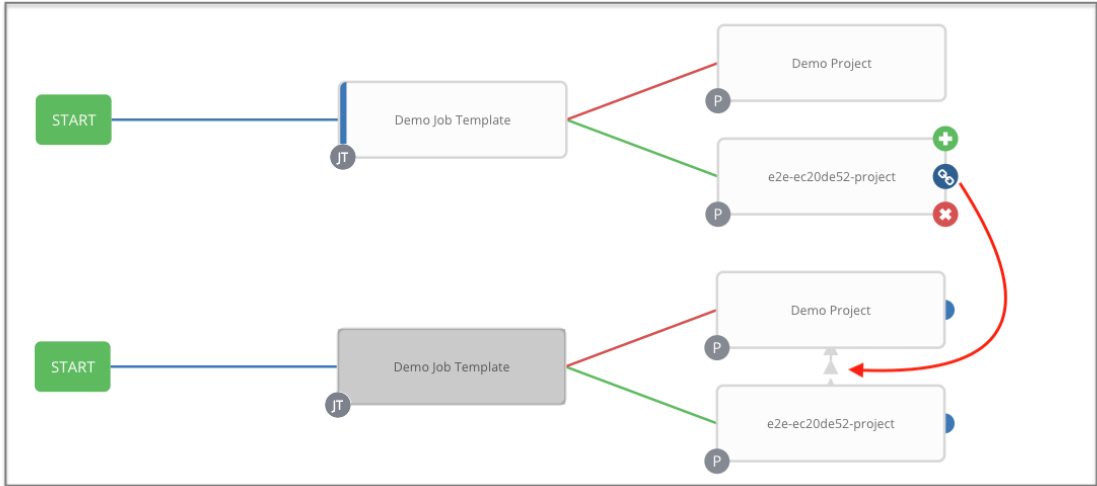 Demo Project
START
Demo Job Template
P
JT
e2e-ec20de52-project
P
Demo Project
START
Demo Job Template
P
JT
e2e-ec20de52-project
P